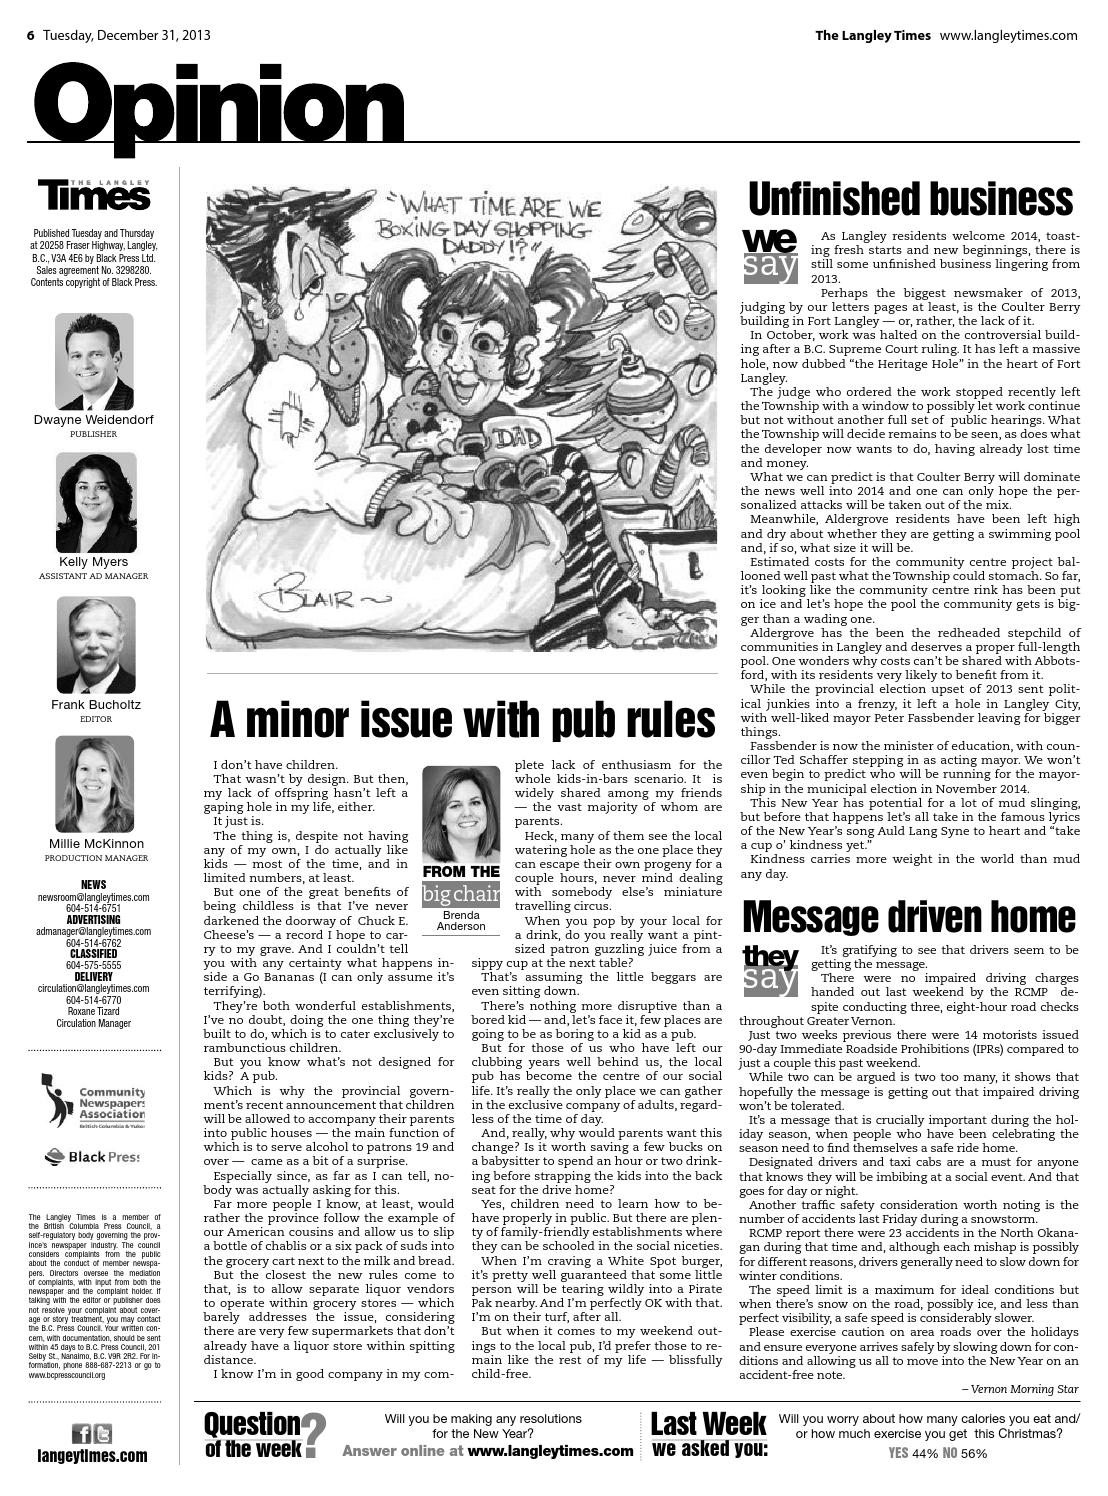 6 Tuesday, December 31, 2013
The Langley Times www.langleytimes.com
Opinion
THE LANGLEY
Times
Published Tuesday and Thursday
at 20258 Fraser Highway, Langley,
B.C., V3A 4E6 by Black Press Ltd.
Sales agreement No. 3298280.
Contents copyright of Black Press.
Dwayne Weidendorf
PUBLISHER
Kelly Myers
ASSISTANT AD MANAGER
Frank Bucholtz
EDITOR
Millie McKinnon
PRODUCTION MANAGER
NEWS
newsroom@langleytimes.com
604-514-6751
ADVERTISING
admanager@langleytimes.com
604-514-6762
CLASSIFIED
604-575-5555
DELIVERY
circulation@langleytimes.com
604-514-6770
Roxane Tizard
Circulation Manager
Community
Newspapers
Association
British Columbia & Yukon
Black Press
The Langley Times is a member of
the British Columbia Press Council, a
self-regulatory body governing the prov-
ince's newspaper industry. The council
considers complaints from the public
about the conduct of member newspa-
pers. Directors oversee the mediation
of complaints, with input from both the
newspaper and the complaint holder. If
talking with the editor or publisher does
not resolve your complaint about cover-
age or story treatment, you may contact
the B.C. Press Council. Your written con-
cern, with documentation, should be sent
within 45 days to B.C. Press Council, 201
Selby St., Nanaimo, B.C. V9R 2R2. For in-
formation, phone 888-687-2213 or go to
www.bcpresscouncil.org
langeytimes.com
"WHAT TIME ARE WE
BOXING DAY SHOPPING
DADDY!?"
DAD
BLAIR~
A minor issue with pub rules
I don't have children.
That wasn't by design. But then,
my lack of offspring hasn't left a
gaping hole in my life, either.
It just is.
The thing is, despite not having
any of my own, I do actually like
kids — most of the time, and in
limited numbers, at least.
But one of the great benefits of
being childless is that I've never
darkened the doorway of Chuck E.
Cheese's — a record I hope to car-
ry to my grave. And I couldn't tell
you with any certainty what happens in-
side a Go Bananas (I can only assume it's
terrifying).
They're both wonderful establishments,
I've no doubt, doing the one thing they're
built to do, which is to cater exclusively to
rambunctious children.
But you know what's not designed for
kids? A pub.
Which is why the provincial govern-
ment's recent announcement that children
will be allowed to accompany their parents
into public houses — the main function of
which is to serve alcohol to patrons 19 and
over — came as a bit of a surprise.
Especially since, as far as I can tell, no-
body was actually asking for this.
Far more people I know, at least, would
rather the province follow the example of
our American cousins and allow us to slip
a bottle of chablis or a six pack of suds into
the grocery cart next to the milk and bread.
But the closest the new rules come to
that, is to allow separate liquor vendors
to operate within grocery stores — which
barely addresses the issue, considering
there are very few supermarkets that don't
already have a liquor store within spitting
distance.
I know I'm in good company in my com-
FROM THE
big chair
Brenda
Anderson
plete lack of enthusiasm for the
whole kids-in-bars scenario. It is
widely shared among my friends
— the vast majority of whom are
parents.
Heck, many of them see the local
watering hole as the one place they
can escape their own progeny for a
couple hours, never mind dealing
with somebody else's miniature
travelling circus.
When you pop by your local for
a drink, do you really want a pint-
sized patron guzzling juice from a
sippy cup at the next table?
That's assuming the little beggars are
even sitting down.
There's nothing more disruptive than a
bored kid — and, let's face it, few places are
going to be as boring to a kid as a pub.
But for those of us who have left our
clubbing years well behind us, the local
pub has become the centre of our social
life. It's really the only place we can gather
in the exclusive company of adults, regard-
less of the time of day.
And, really, why would parents want this
change? Is it worth saving a few bucks on
a babysitter to spend an hour or two drink-
ing before strapping the kids into the back
seat for the drive home?
Yes, children need to learn how to be-
have properly in public. But there are plen-
ty of family-friendly establishments where
they can be schooled in the social niceties.
When I'm craving a White Spot burger,
it's pretty well guaranteed that some little
person will be tearing wildly into a Pirate
Pak nearby. And I'm perfectly OK with that.
I'm on their turf, after all.
But when it comes to my weekend out-
ings to the local pub, I'd prefer those to re-
main like the rest of my life — blissfully
child-free.
Unfinished business
we
say
As Langley residents welcome 2014, toast-
ing fresh starts and new beginnings, there is
still some unfinished business lingering from
2013.
Perhaps the biggest newsmaker of 2013,
judging by our letters pages at least, is the Coulter Berry
building in Fort Langley — or, rather, the lack of it.
In October, work was halted on the controversial build-
ing after a B.C. Supreme Court ruling. It has left a massive
hole, now dubbed "the Heritage Hole" in the heart of Fort
Langley.
The judge who ordered the work stopped recently left
the Township with a window to possibly let work continue
but not without another full set of public hearings. What
the Township will decide remains to be seen, as does what
the developer now wants to do, having already lost time
and money.
What we can predict is that Coulter Berry will dominate
the news well into 2014 and one can only hope the per-
sonalized attacks will be taken out of the mix.
Meanwhile, Aldergrove residents have been left high
and dry about whether they are getting a swimming pool
and, if so, what size it will be.
Estimated costs for the community centre project bal-
looned well past what the Township could stomach. So far,
it's looking like the community centre rink has been put
on ice and let's hope the pool the community gets is big-
ger than a wading one.
Aldergrove has the been the redheaded stepchild of
communities in Langley and deserves a proper full-length
pool. One wonders why costs can't be shared with Abbots-
ford, with its residents very likely to benefit from it.
While the provincial election upset of 2013 sent polit-
ical junkies into a frenzy, it left a hole in Langley City,
with well-liked mayor Peter Fassbender leaving for bigger
things.
Fassbender is now the minister of education, with coun-
cillor Ted Schaffer stepping in as acting mayor. We won't
even begin to predict who will be running for the mayor-
ship in the municipal election in November 2014.
This New Year has potential for a lot of mud slinging,
but before that happens let's all take in the famous lyrics
of the New Year's song Auld Lang Syne to heart and "take
a cup o' kindness yet."
Kindness carries more weight in the world than mud
any day.
Message driven home
they
say
It's gratifying to see that drivers seem to be
getting the message.
There were no impaired driving charges
handed out last weekend by the RCMP de-
spite conducting three, eight-hour road checks
throughout Greater Vernon.
Just two weeks previous there were 14 motorists issued
90-day Immediate Roadside Prohibitions (IPRs) compared to
just a couple this past weekend.
While two can be argued is two too many, it shows that
hopefully the message is getting out that impaired driving
won't be tolerated.
It's a message that is crucially important during the hol-
iday season, when people who have been celebrating the
season need to find themselves a safe ride home.
Designated drivers and taxi cabs are a must for anyone
that knows they will be imbibing at a social event. And that
goes for day or night.
Another traffic safety consideration worth noting is the
number of accidents last Friday during a snowstorm.
RCMP report there were 23 accidents in the North Okana-
gan during that time and, although each mishap is possibly
for different reasons, drivers generally need to slow down for
winter conditions.
The speed limit is a maximum for ideal conditions but
when there's snow on the road, possibly ice, and less than
perfect visibility, a safe speed is considerably slower.
Please exercise caution on area roads over the holidays
and ensure everyone arrives safely by slowing down for con-
ditions and allowing us all to move into the New Year on an
accident-free note.
– Vernon Morning Star
Question
of the week?
Will you be making any resolutions
for the New Year?
Answer online at www.langleytimes.com
Last Week
we asked you:
Will you worry about how many calories you eat and/
or how much exercise you get this Christmas?
YES 44% NO 56%